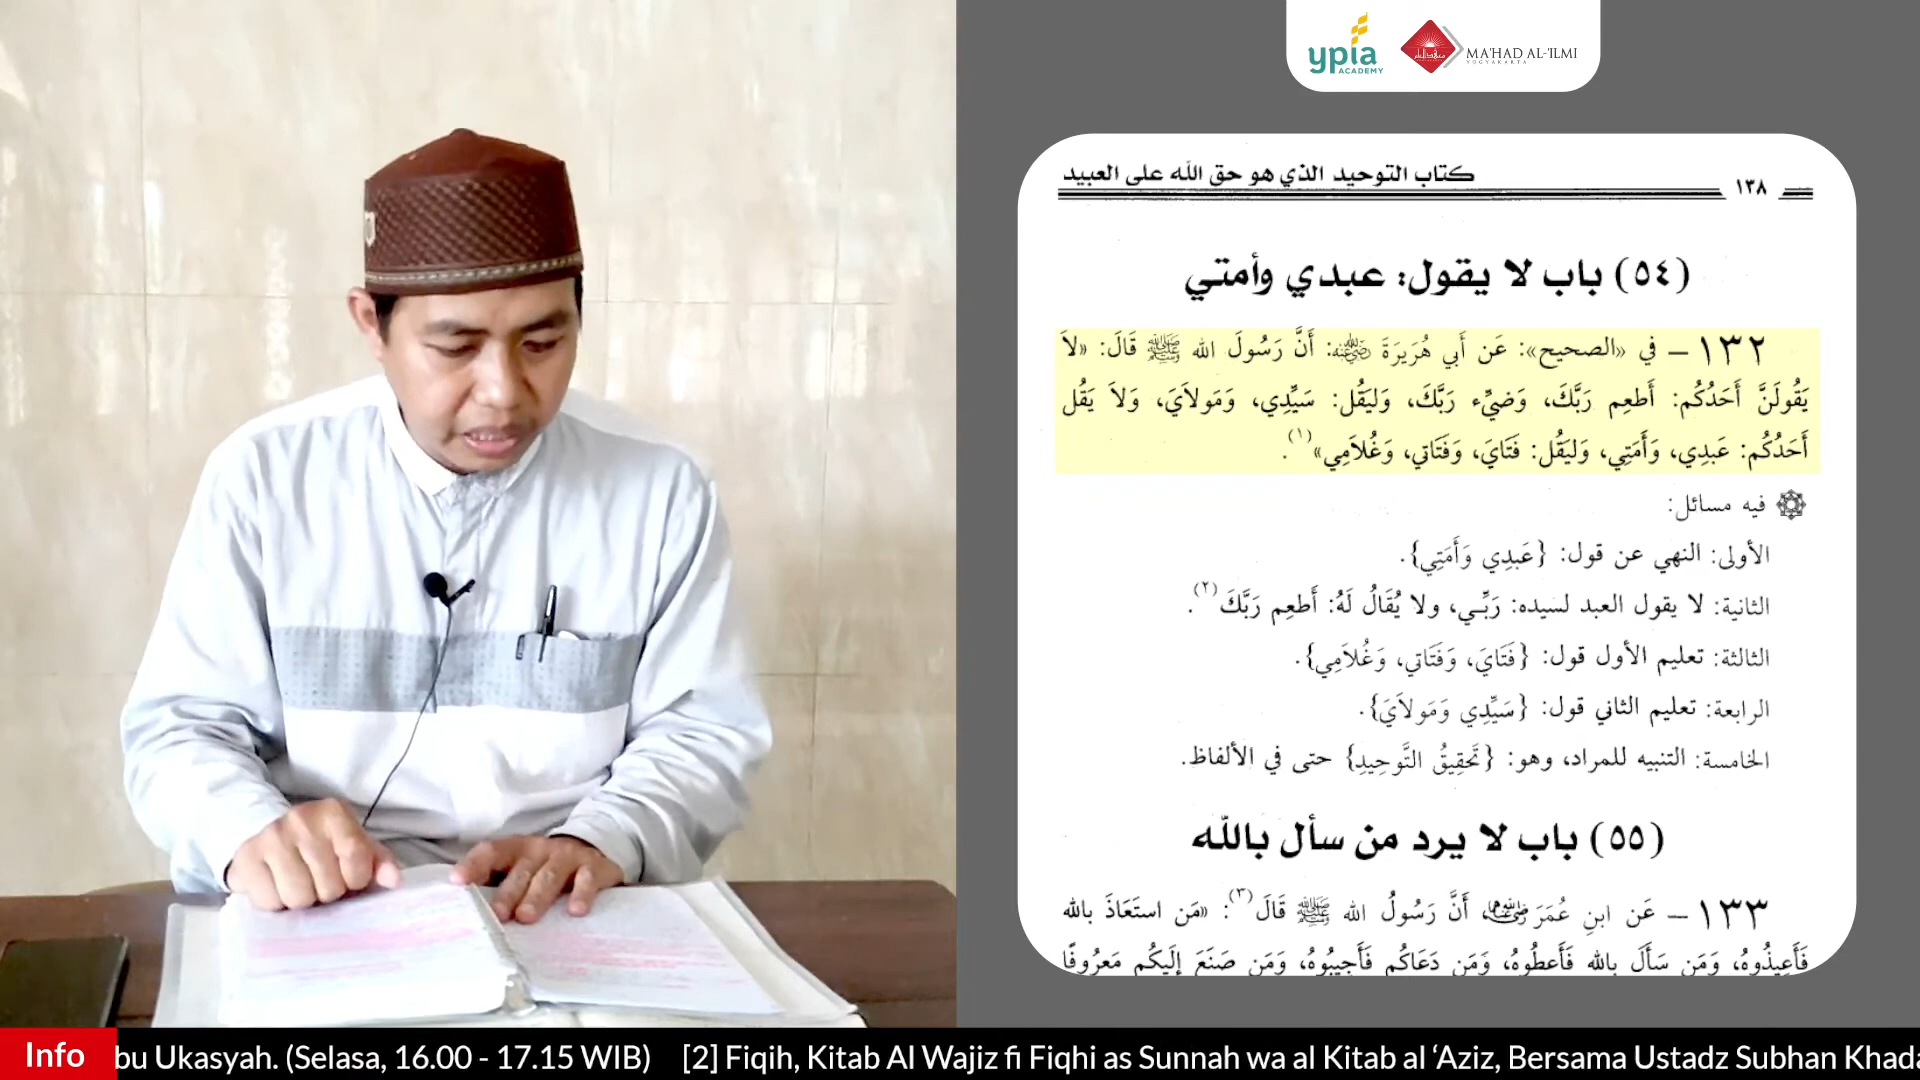 ypia
ACADEMY
MA'HAD AL-'ILMI
YOGYAKARTA
كتاب التوحيد الذي هو حق الله على العبيد
١٣٨
(٥٤) باب لا يقول: عبدي وأمتي
١٣٢ – في «الصحيح»: عَن أَبي هُرَيرَةَ رضي الله عنه: أَنَّ رَسُولَ الله ﷺ قَالَ: «لاَ
يَقُولَنَّ أَحَدُكُم: أَطعِم رَبَّكَ، وَضيِّء رَبَّكَ، وَليَقُل: سَيِّدِي، وَمَولاَيَ، وَلاَ يَقُل
أَحَدُكُم: عَبدِي، وَأَمَتِي، وَليَقُل: فَتَايَ، وَفَتَاتي، وَغُلاَمِي»(١).
فيه مسائل:
الأولى: النهي عن قول: {عَبدِي وَأَمَتِي}.
الثانية: لا يقول العبد لسيده: رَبِّـي، ولا يُقَالُ لَهُ: أَطعِم رَبَّكَ(٢).
الثالثة: تعليم الأول قول: {فَتَايَ، وَفَتَاتي، وَغُلاَمِي}.
الرابعة: تعليم الثاني قول: {سَيِّدِي وَمَولاَيَ}.
الخامسة: التنبيه للمراد، وهو: {تَحقِيقُ التَّوحِيدِ} حتى في الألفاظ.
(٥٥) باب لا يرد من سأل بالله
١٣٣ – عَن ابنِ عُمَرَ رضي الله عنهما، أَنَّ رَسُولُ الله ﷺ قَالَ(٣): «مَن استَعَاذَ بالله
فَأَعِيذُوهُ، وَمَن سَأَلَ بالله فَأَعطُوهُ، وَمَن دَعَاكُم فَأَجِيبُوهُ، وَمَن صَنَعَ إِلَيكُم مَعرُوفًا
Info
bu Ukasyah. (Selasa, 16.00 - 17.15 WIB) [2] Fiqih, Kitab Al Wajiz fi Fiqhi as Sunnah wa al Kitab al ‘Aziz, Bersama Ustadz Subhan Khada